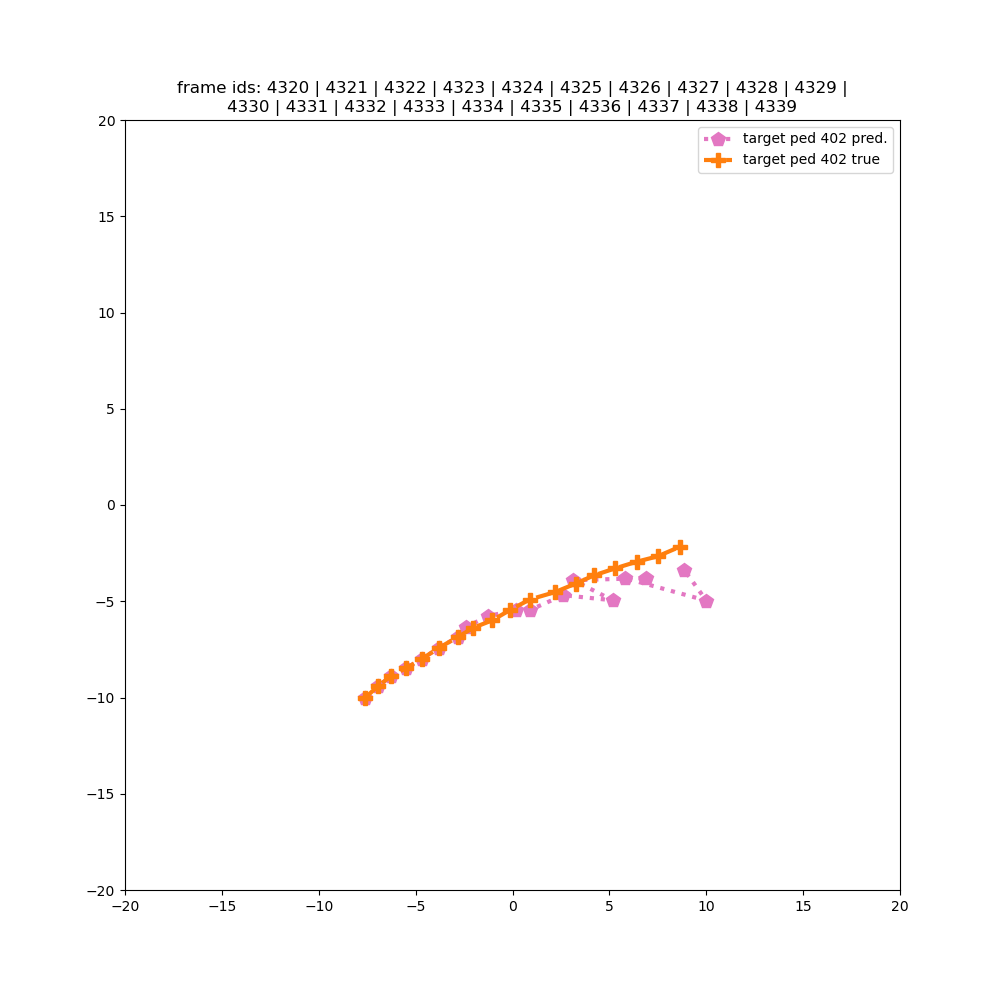 frame ids: 4320 | 4321 | 4322 | 4323 | 4324 | 4325 | 4326 | 4327 | 4328 | 4329 |
4330 | 4331 | 4332 | 4333 | 4334 | 4335 | 4336 | 4337 | 4338 | 4339
target ped 402 pred.
target ped 402 true
20
15
10
5
0
−5
−10
−15
−20
−20 −15 −10 −5 0 5 10 15 20